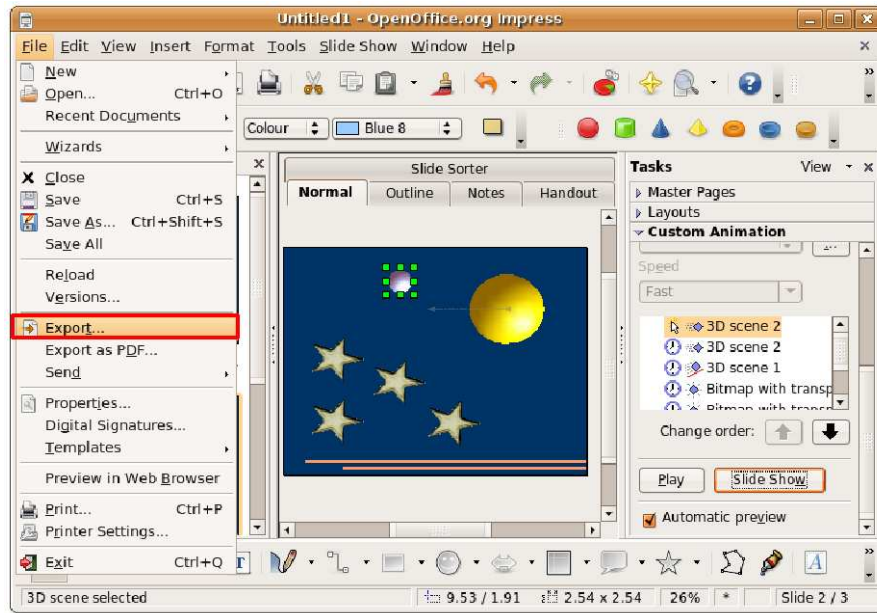 Untitled1 - OpenOffice.org Impress
File Edit View Insert Format Tools Slide Show Window Help
New
Open... Ctrl+O
Recent Documents
Wizards
Close
Save Ctrl+S
Save As... Ctrl+Shift+S
Save All
Reload
Versions...
Export...
Export as PDF...
Send
Properties...
Digital Signatures...
Templates
Preview in Web Browser
Print... Ctrl+P
Printer Settings...
Exit Ctrl+Q
Colour Blue 8
Slide Sorter
Normal Outline Notes Handout
Tasks View
Master Pages
Layouts
Custom Animation
Speed
Fast
3D scene 2
3D scene 2
3D scene 1
Bitmap with transp
Bitmap with transp
Change order:
Play Slide Show
Automatic preview
T A
3D scene selected 9.53 / 1.91 2.54 x 2.54 26% * Slide 2 / 3